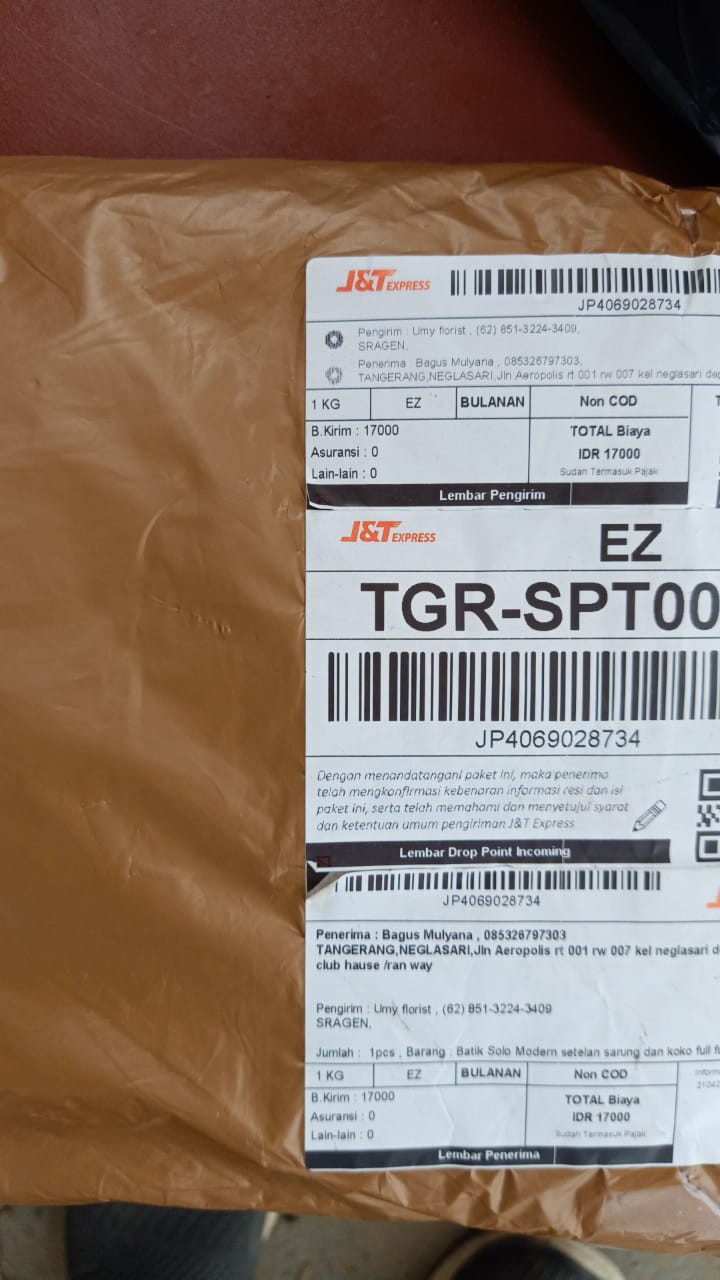 J&T EXPRESS
JP4069028734
Pengirim : Umy florist , (62) 851-3224-3409,
SRAGEN,
Penerima : Bagus Mulyana , 085326797303,
TANGERANG,NEGLASARI,Jln Aeropolis rt 001 rw 007 kel neglasari
1 KG EZ BULANAN Non COD
B.Kirim : 17000 TOTAL Biaya
Asuransi : 0 IDR 17000
Lain-lain : 0 Sudah Termasuk Pajak
Lembar Pengirim
J&T EXPRESS EZ
TGR-SPT00
JP4069028734
Dengan menandatangani paket ini, maka penerima
telah mengkonfirmasi kebenaran informasi resi dan isi
paket ini, serta telah memahami dan menyetujui syarat
dan ketentuan umum pengiriman J&T Express
Lembar Drop Point Incoming
JP4069028734
Penerima : Bagus Mulyana , 085326797303
TANGERANG,NEGLASARI,Jln Aeropolis rt 001 rw 007 kel neglasari
club hause /ran way
Pengirim : Umy florist , (62) 851-3224-3409
SRAGEN,
Jumlah : 1pcs , Barang : Batik Solo Modern setelan sarung dan koko full
1 KG EZ BULANAN Non COD
B.Kirim : 17000 TOTAL Biaya
Asuransi : 0 IDR 17000
Lain-lain : 0 Sudah Termasuk Pajak
Lembar Penerima